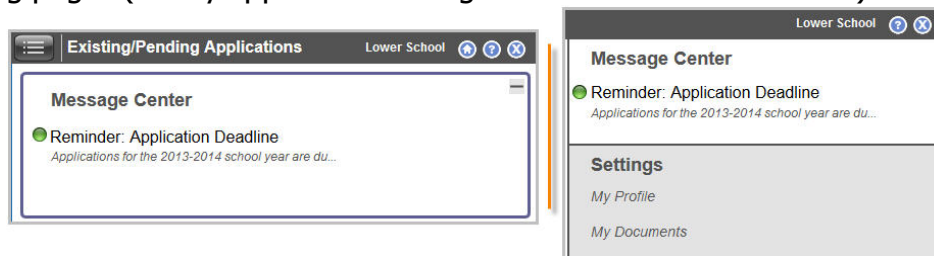 Existing/Pending Applications Lower School
Message Center
Reminder: Application Deadline
Applications for the 2013-2014 school year are du...
Lower School
Message Center
Reminder: Application Deadline
Applications for the 2013-2014 school year are du...
Settings
My Profile
My Documents